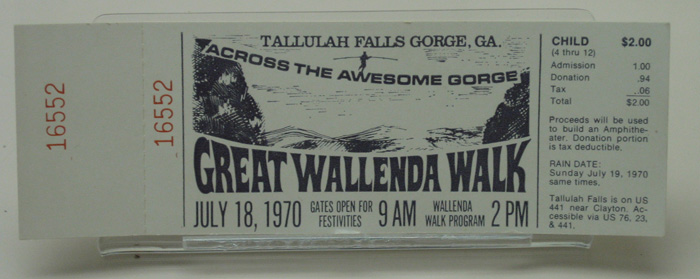 16552
16552
TALLULAH FALLS GORGE, GA.
ACROSS THE AWESOME GORGE
GREAT WALLENDA WALK
JULY 18, 1970 GATES OPEN FOR FESTIVITIES 9 AM WALLENDA WALK PROGRAM 2 PM
CHILD $2.00
(4 thru 12)
Admission 1.00
Donation .94
Tax .06
Total $2.00
Proceeds will be used
to build an Amphithe-
ater. Donation portion
is tax deductible.
RAIN DATE:
Sunday July 19, 1970
same times.
Tallulah Falls is on US
441 near Clayton. Ac-
cessible via US 76, 23,
& 441.